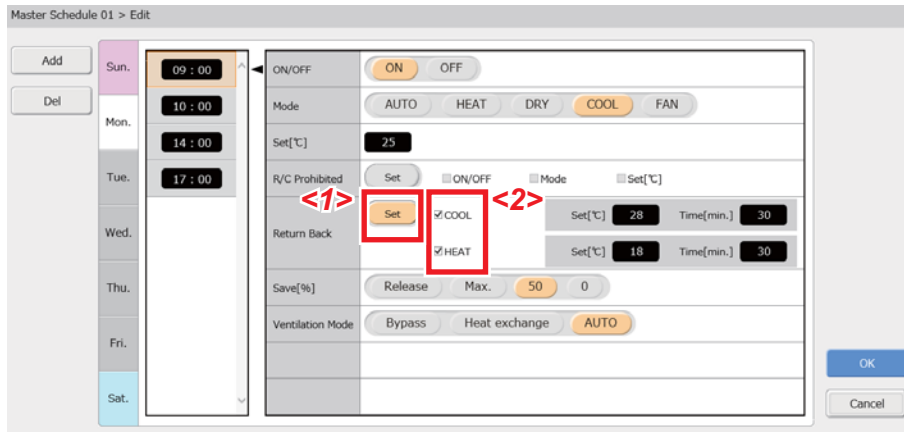 Master Schedule 01 > Edit
Add
Del
Sun.
Mon.
Tue.
Wed.
Thu.
Fri.
Sat.
09 : 00
10 : 00
14 : 00
17 : 00
ON/OFF ON OFF
Mode AUTO HEAT DRY COOL FAN
Set[℃] 25
R/C Prohibited Set ON/OFF Mode Set[℃]
<1> <2>
Return Back Set
COOL Set[℃] 28 Time[min.] 30
HEAT Set[℃] 18 Time[min.] 30
Save[%] Release Max. 50 0
Ventilation Mode Bypass Heat exchange AUTO
OK
Cancel